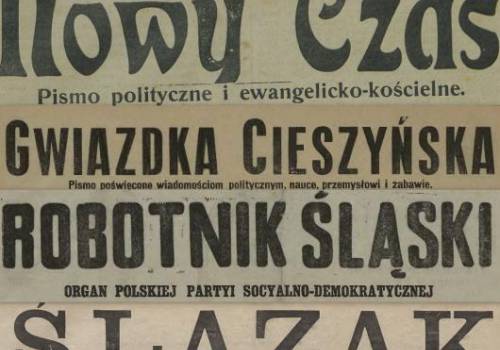 Nowy Czas
Pismo polityczne i ewangelicko-kościelne.
GWIAZDKA CIESZYŃSKA
Pismo poświęcone wiadomościom politycznym, nauce, przemysłowi i zabawie.
ROBOTNIK ŚLĄSKI
ORGAN POLSKIEJ PARTYI SOCYALNO-DEMOKRATYCZNEJ
ŚLĄZAK